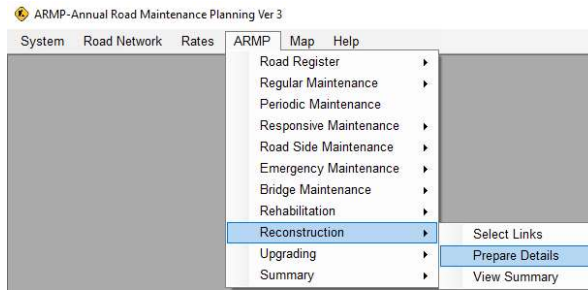 ARMP-Annual Road Maintenance Planning Ver 3
System Road Network Rates ARMP Map Help
Road Register
Regular Maintenance
Periodic Maintenance
Responsive Maintenance
Road Side Maintenance
Emergency Maintenance
Bridge Maintenance
Rehabilitation
Reconstruction
Upgrading
Summary
Select Links
Prepare Details
View Summary